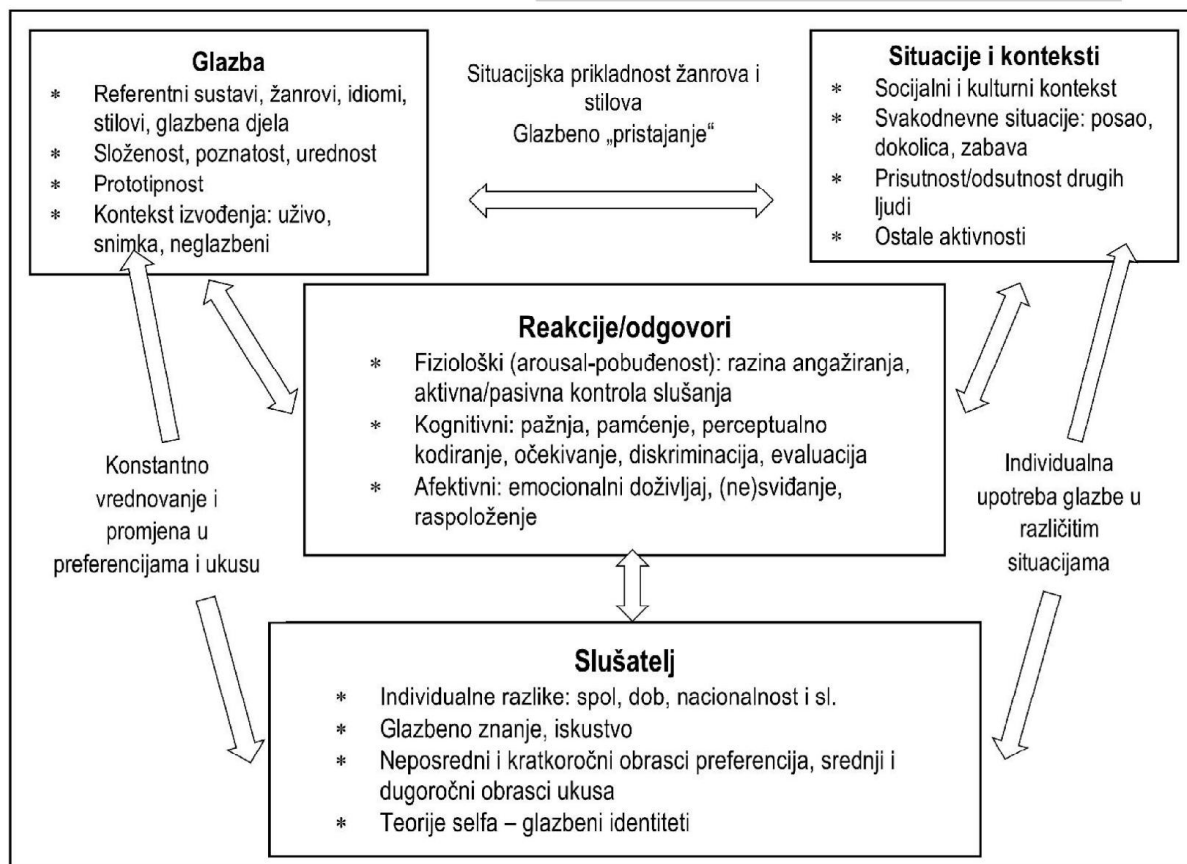 Glazba
* Referentni sustavi, žanrovi, idiomi,
stilovi, glazbena djela
* Složenost, poznatost, urednost
* Prototipnost
* Kontekst izvođenja: uživo,
snimka, neglazbeni
Situacijska prikladnost žanrova i
stilova
Glazbeno „pristajanje“
Situacije i konteksti
* Socijalni i kulturni kontekst
* Svakodnevne situacije: posao,
dokolica, zabava
* Prisutnost/odsutnost drugih
ljudi
* Ostale aktivnosti
Reakcije/odgovori
* Fiziološki (arousal-pobuđenost): razina angažiranja,
aktivna/pasivna kontrola slušanja
* Kognitivni: pažnja, pamćenje, perceptualno
kodiranje, očekivanje, diskriminacija, evaluacija
* Afektivni: emocionalni doživljaj, (ne)sviđanje,
raspoloženje
Konstantno
vrednovanje i
promjena u
preferencijama i ukusu
Individualna
upotreba glazbe u
različitim
situacijama
Slušatelj
* Individualne razlike: spol, dob, nacionalnost i sl.
* Glazbeno znanje, iskustvo
* Neposredni i kratkoročni obrasci preferencija, srednji i
dugoročni obrasci ukusa
* Teorije selfa – glazbeni identiteti